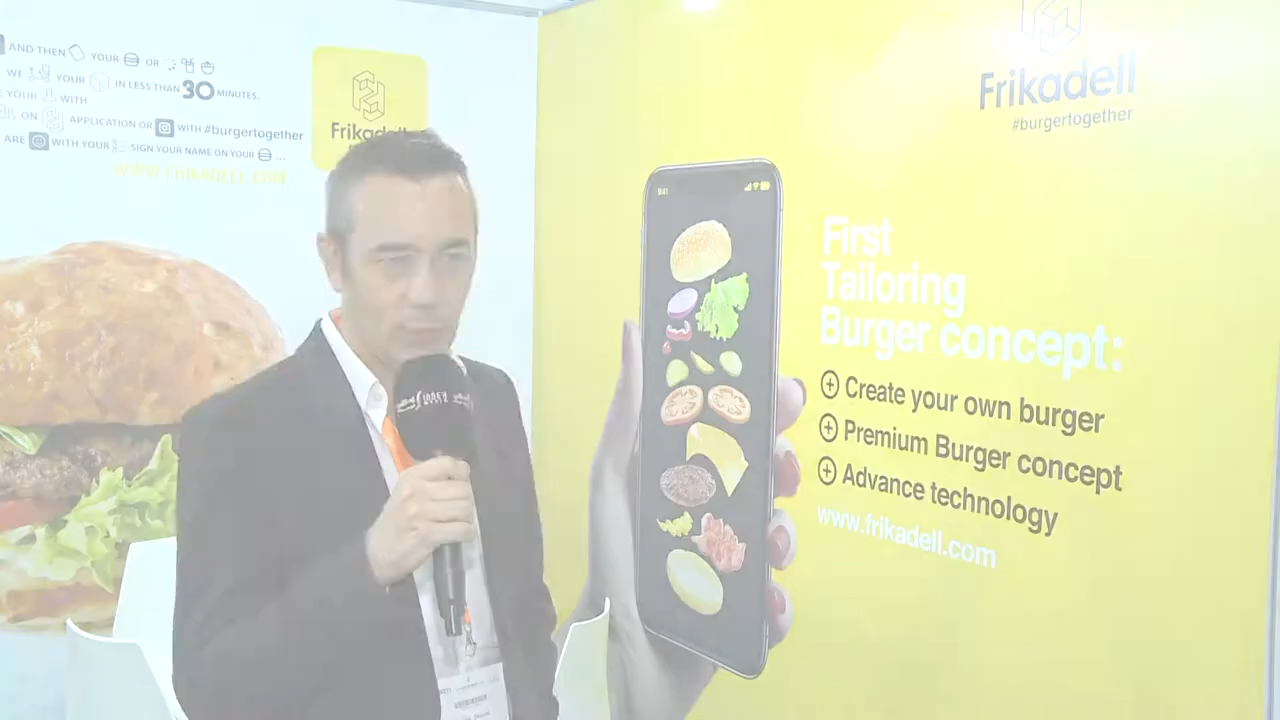 AND THEN YOUR OR
WE YOUR IN LESS THAN 30 MINUTES.
YOUR WITH
ON APPLICATION OR WITH #burgertogether
ARE WITH YOUR SIGN YOUR NAME ON YOUR ...
WWW.FRIKADELL.COM
Frikadell
Frikadell
#burgertogether
9:41
First
Tailoring
Burger concept:
Create your own burger
Premium Burger concept
Advance technology
www.frikadell.com